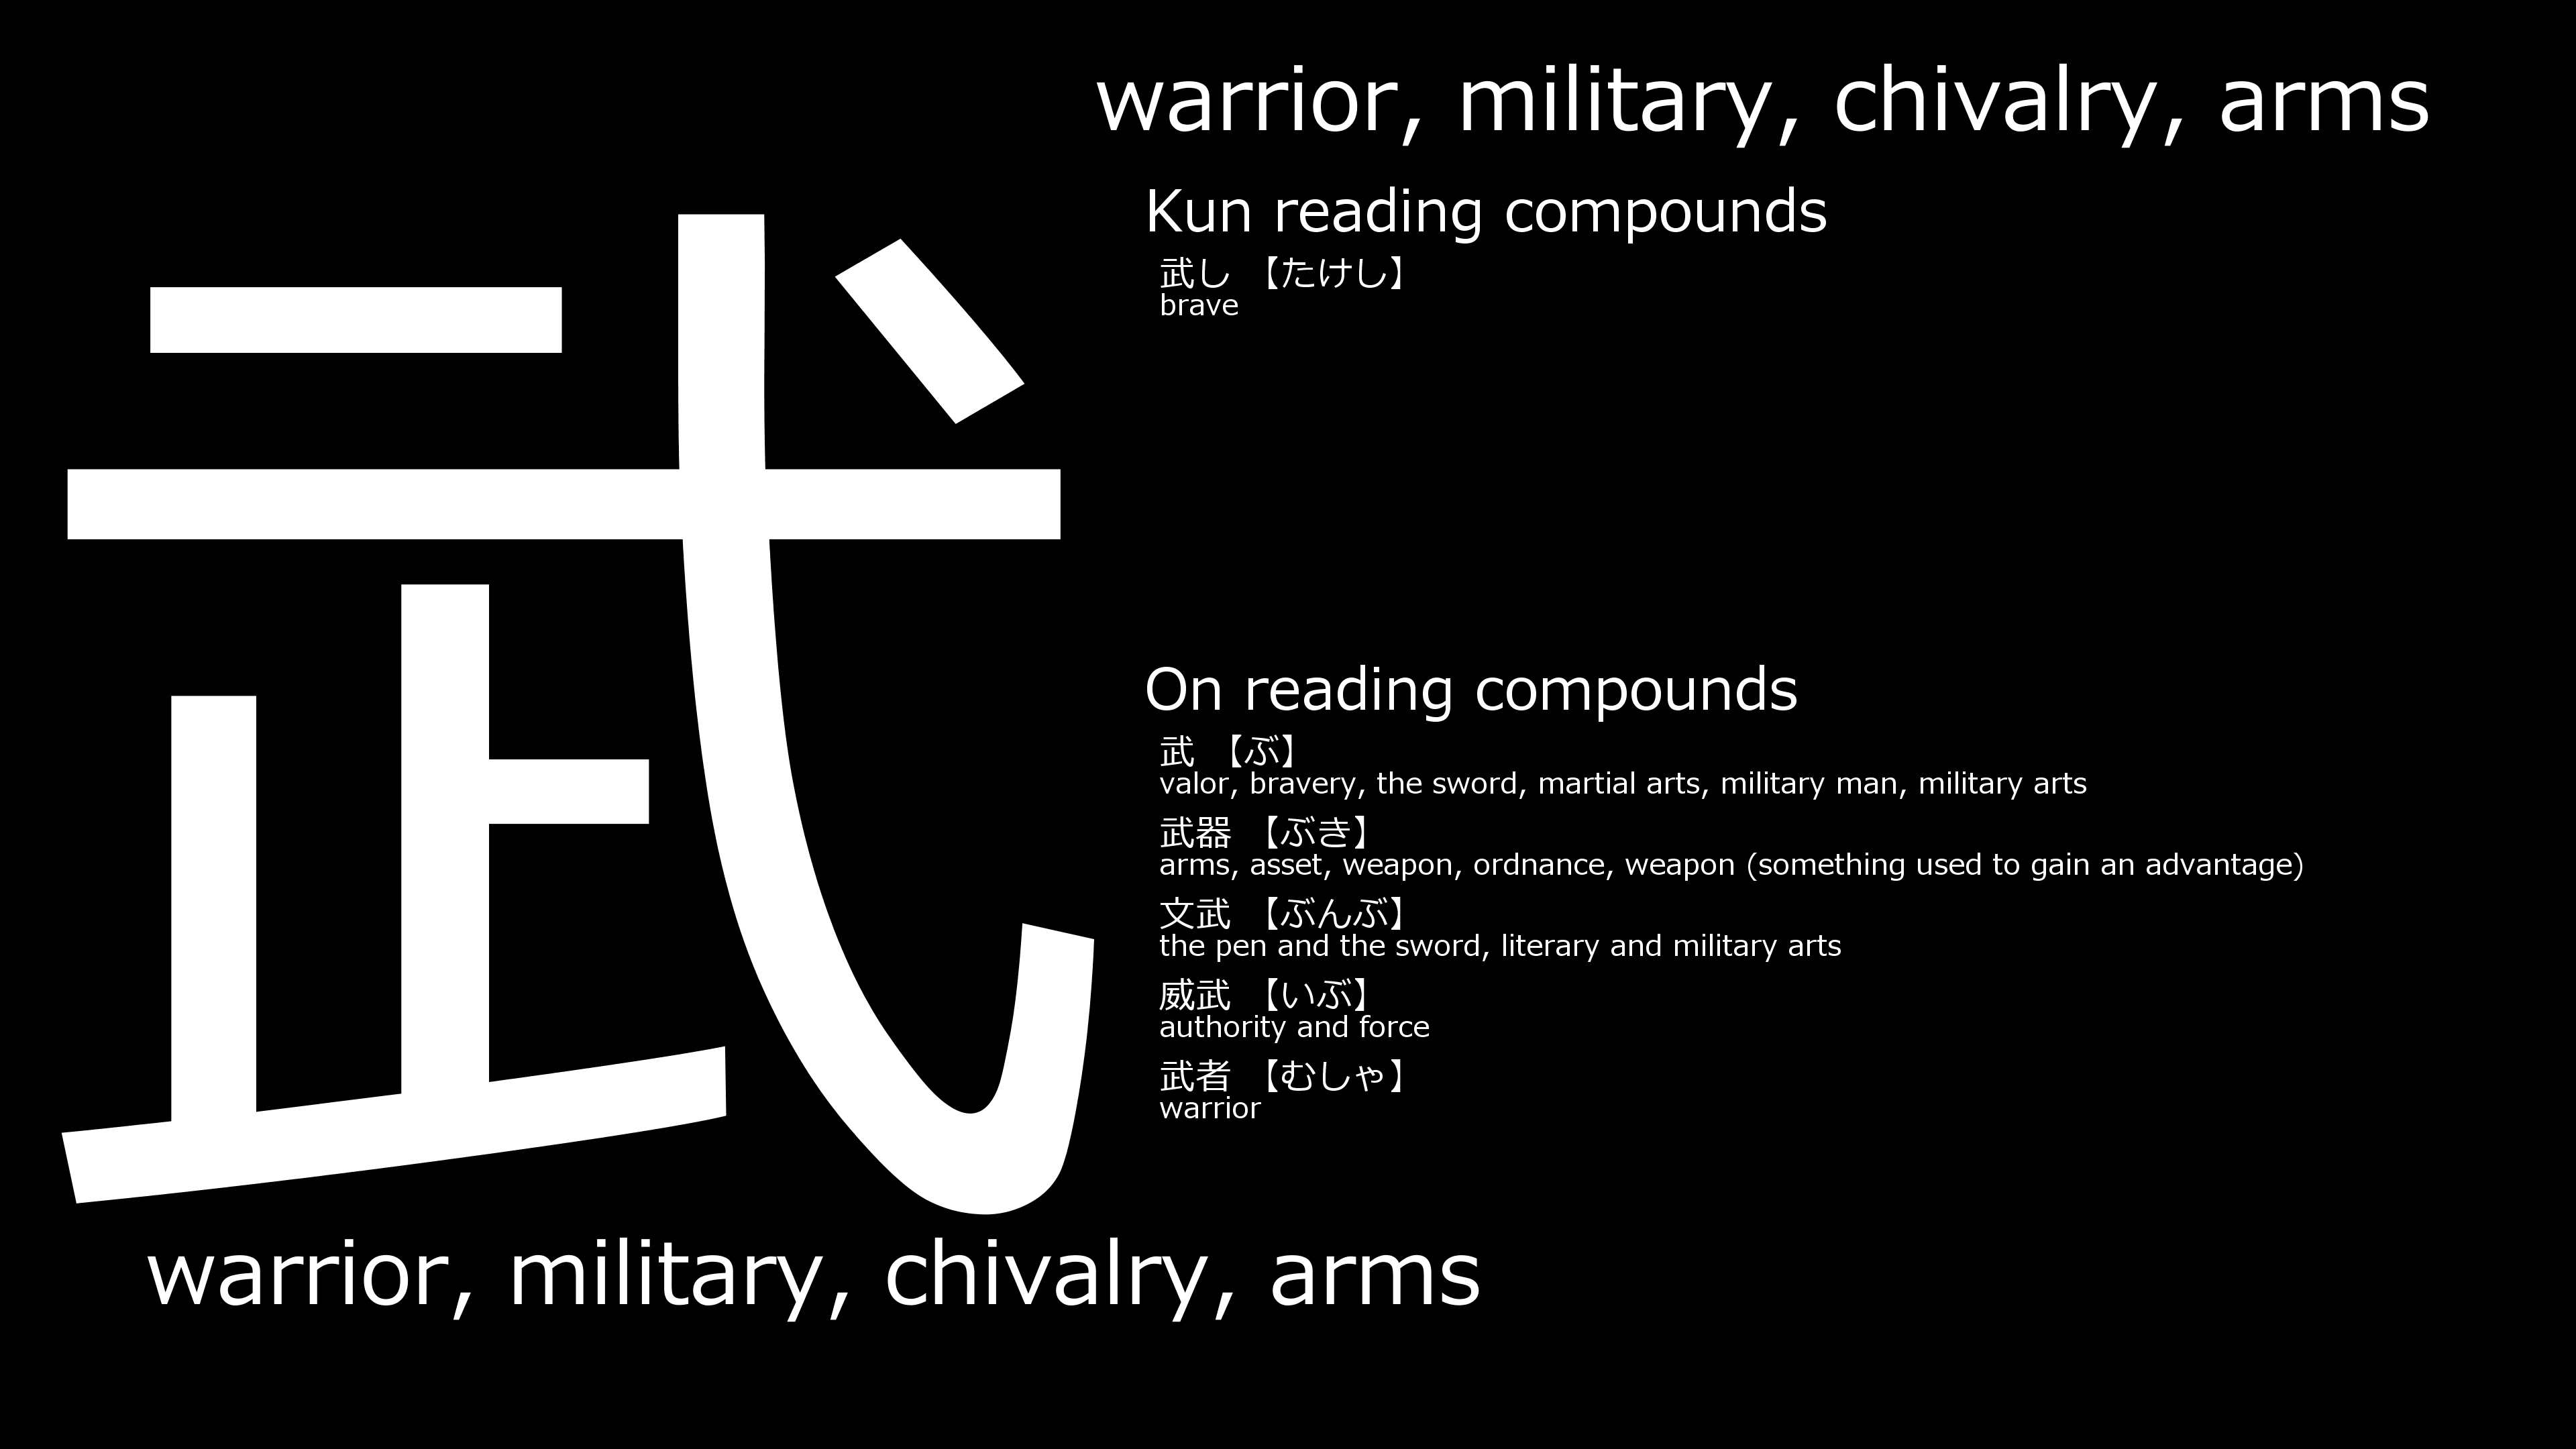 武
warrior, military, chivalry, arms
warrior, military, chivalry, arms
Kun reading compounds
武し 【たけし】
brave
On reading compounds
武 【ぶ】
valor, bravery, the sword, martial arts, military man, military arts
武器 【ぶき】
arms, asset, weapon, ordnance, weapon (something used to gain an advantage)
文武 【ぶんぶ】
the pen and the sword, literary and military arts
威武 【いぶ】
authority and force
武者 【むしゃ】
warrior